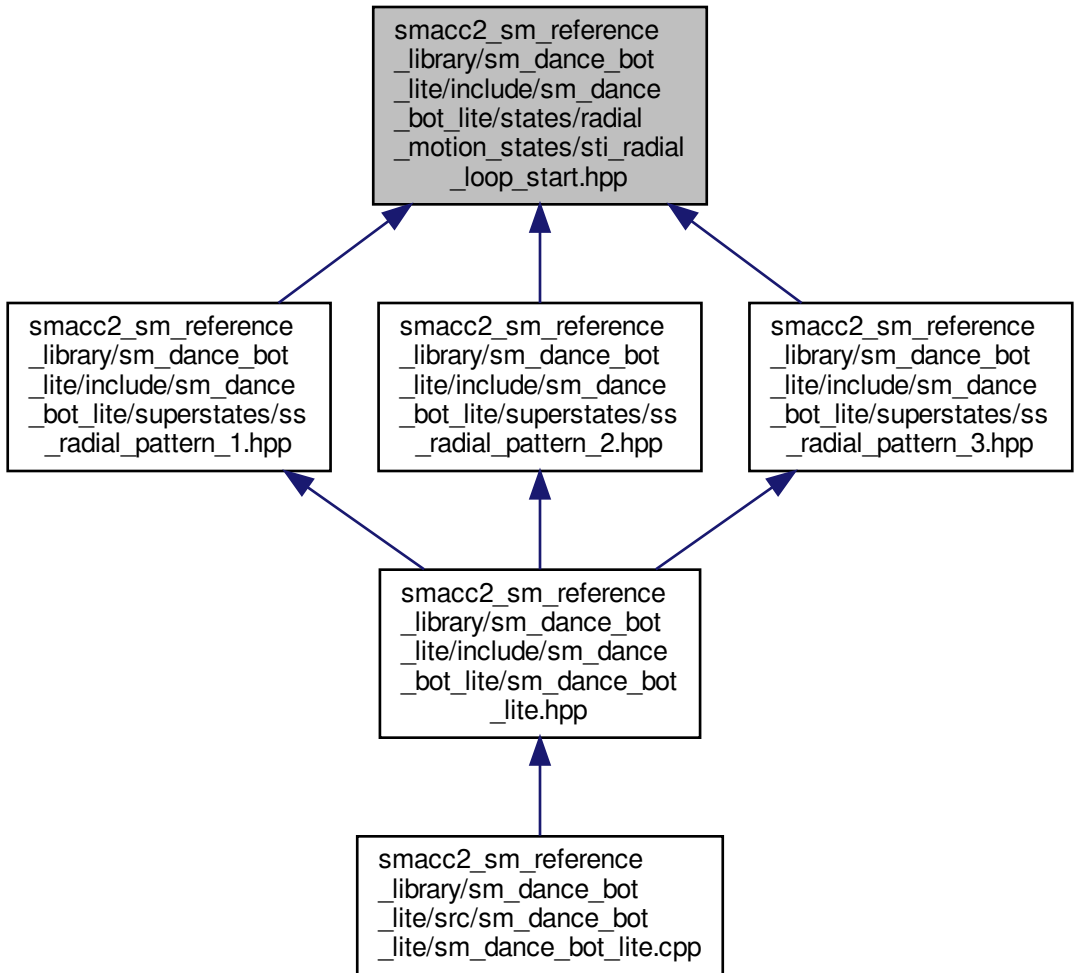 smacc2_sm_reference
_library/sm_dance_bot
_lite/include/sm_dance
_bot_lite/states/radial
_motion_states/sti_radial
_loop_start.hpp
smacc2_sm_reference
_library/sm_dance_bot
_lite/include/sm_dance
_bot_lite/superstates/ss
_radial_pattern_1.hpp
smacc2_sm_reference
_library/sm_dance_bot
_lite/include/sm_dance
_bot_lite/superstates/ss
_radial_pattern_2.hpp
smacc2_sm_reference
_library/sm_dance_bot
_lite/include/sm_dance
_bot_lite/superstates/ss
_radial_pattern_3.hpp
smacc2_sm_reference
_library/sm_dance_bot
_lite/include/sm_dance
_bot_lite/sm_dance_bot
_lite.hpp
smacc2_sm_reference
_library/sm_dance_bot
_lite/src/sm_dance_bot
_lite/sm_dance_bot_lite.cpp